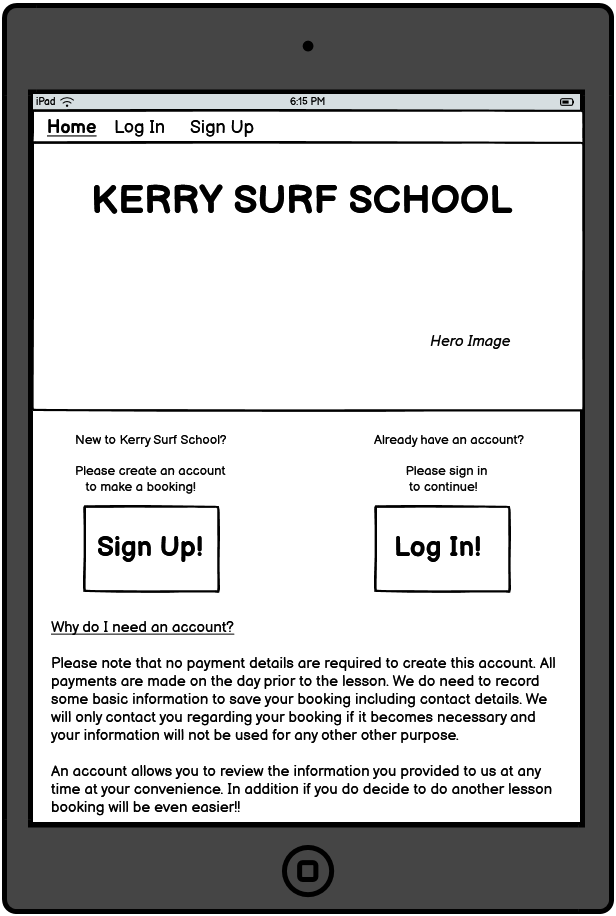 iPad 6:15 PM
Home Log In Sign Up
KERRY SURF SCHOOL
Hero Image
New to Kerry Surf School?
Please create an account
to make a booking!
Sign Up!
Already have an account?
Please sign in
to continue!
Log In!
Why do I need an account?
Please note that no payment details are required to create this account. All
payments are made on the day prior to the lesson. We do need to record
some basic information to save your booking including contact details. We
will only contact you regarding your booking if it becomes necessary and
your information will not be used for any other other purpose.
An account allows you to review the information you provided to us at any
time at your convenience. In addition if you do decide to do another lesson
booking will be even easier!!